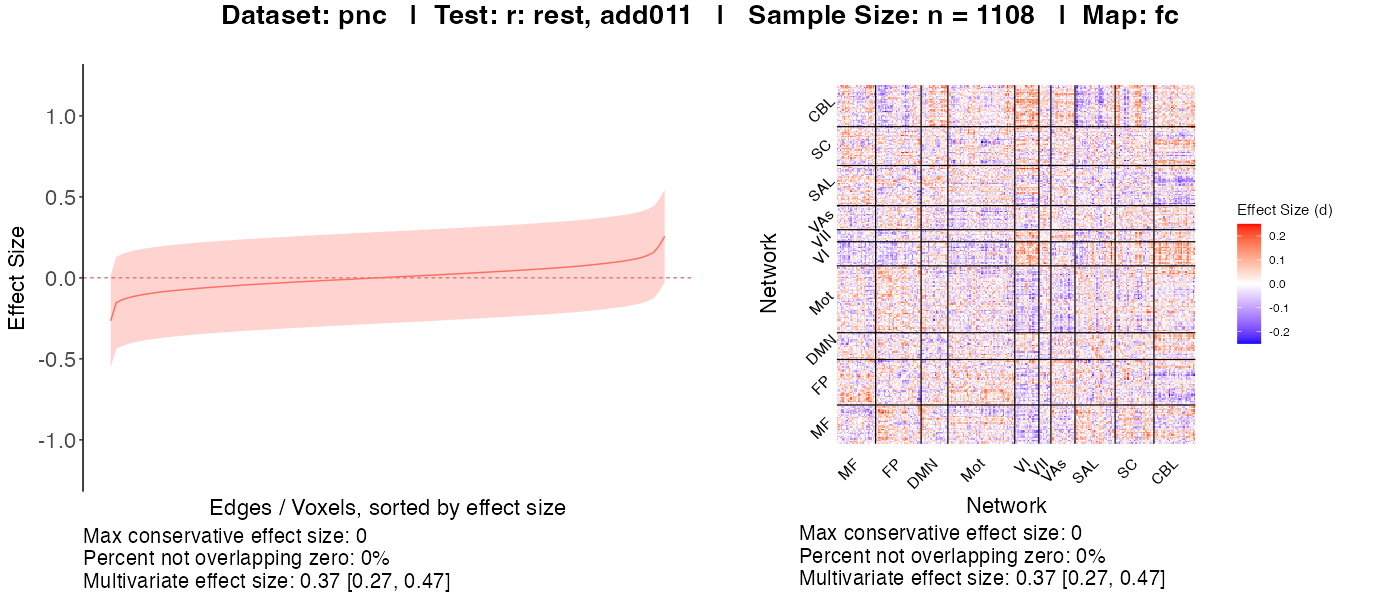 Dataset: pnc | Test: r: rest, add011 | Sample Size: n = 1108 | Map: fc
Effect Size
1.0
0.5
0.0
-0.5
-1.0
Edges / Voxels, sorted by effect size
Max conservative effect size: 0
Percent not overlapping zero: 0%
Multivariate effect size: 0.37 [0.27, 0.47]
Network
CBL
SC
SAL
VAs
VII
VI
Mot
DMN
FP
MF
MF
FP
DMN
Mot
VI
VII
VAs
SAL
SC
CBL
Network
Max conservative effect size: 0
Percent not overlapping zero: 0%
Multivariate effect size: 0.37 [0.27, 0.47]
Effect Size (d)
0.2
0.1
0.0
-0.1
-0.2